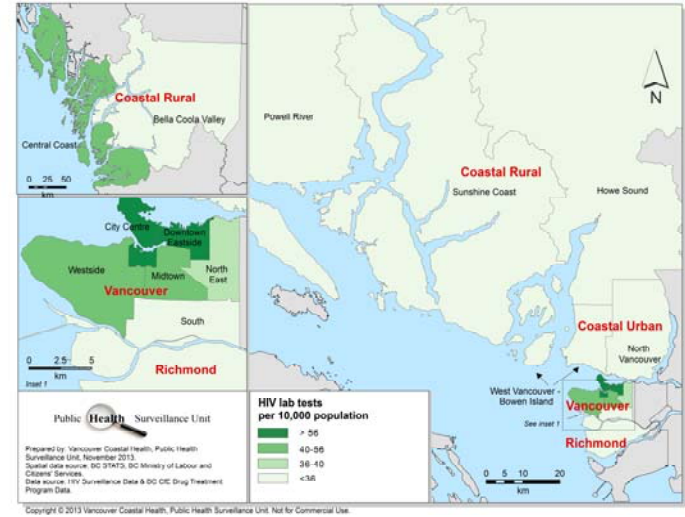 Coastal Rural
Bella Coola Valley
Central Coast
0 25 50
km
City Centre
Downtown
Eastside
Westside
Midtown
North
East
Vancouver
South
Richmond
0 2.5 5
km
Inset 1
Public Health Surveillance Unit
Prepared by: Vancouver Coastal Health, Public Health
Surveillance Unit, November 2013.
Spatial data source: BC STATS, BC Ministry of Labour and
Citizens' Services.
Data source: HIV Surveillance Data & BC CfE Drug Treatment
Program Data.
HIV lab tests
per 10,000 population
> 56
40-56
36-40
<36
N
Powell River
Coastal Rural
Sunshine Coast
Howe Sound
Coastal Urban
North
Vancouver
West Vancouver -
Bowen Island
Vancouver
See inset 1
Richmond
0 5 10 20
km
Copyright © 2013 Vancouver Coastal Health, Public Health Surveillance Unit. Not for Commercial Use.